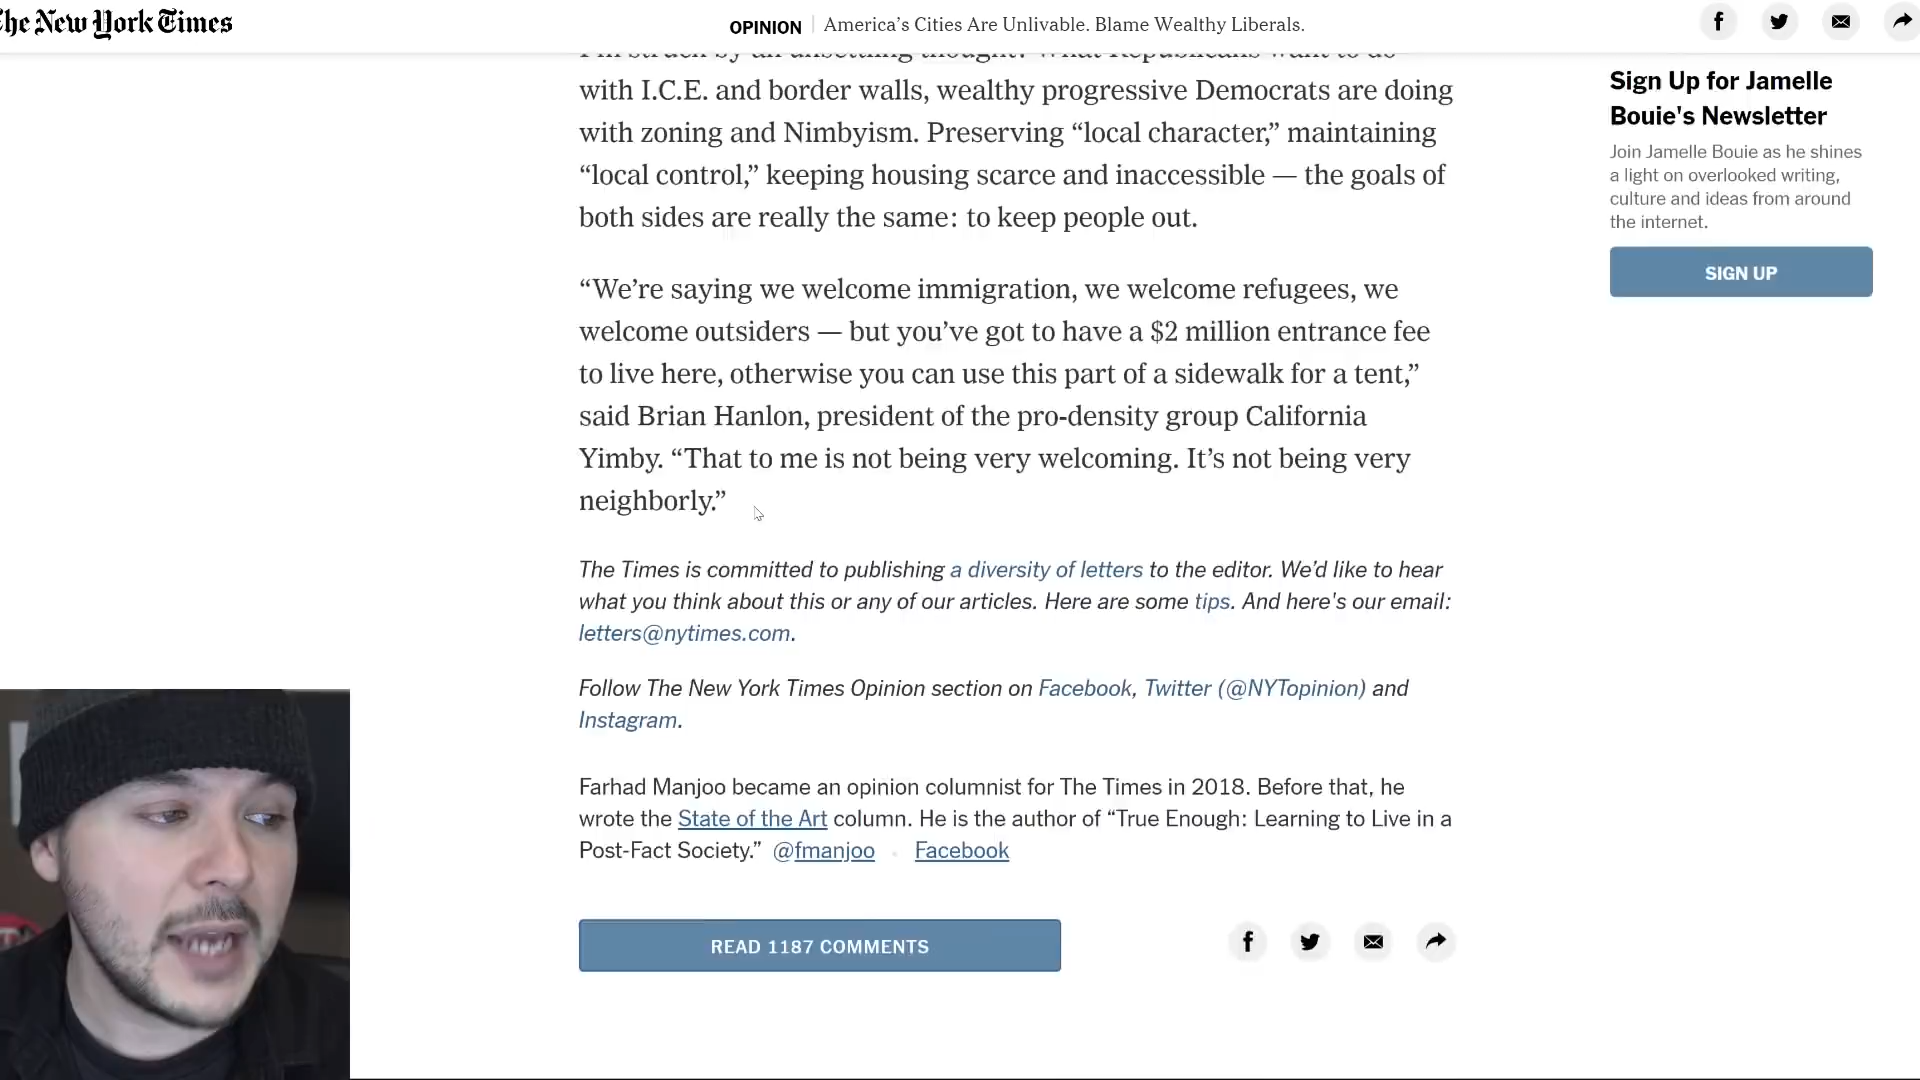 The New York Times
OPINION
America's Cities Are Unlivable. Blame Wealthy Liberals.
I'm struck by an unsettling thought: What Republicans want to do
with I.C.E. and border walls, wealthy progressive Democrats are doing
with zoning and Nimbyism. Preserving “local character,” maintaining
“local control,” keeping housing scarce and inaccessible — the goals of
both sides are really the same: to keep people out.
“We’re saying we welcome immigration, we welcome refugees, we
welcome outsiders — but you’ve got to have a $2 million entrance fee
to live here, otherwise you can use this part of a sidewalk for a tent,”
said Brian Hanlon, president of the pro-density group California
Yimby. “That to me is not being very welcoming. It’s not being very
neighborly.”
The Times is committed to publishing a diversity of letters to the editor. We’d like to hear
what you think about this or any of our articles. Here are some tips. And here's our email:
letters@nytimes.com.
Follow The New York Times Opinion section on Facebook, Twitter (@NYTopinion) and
Instagram.
Farhad Manjoo became an opinion columnist for The Times in 2018. Before that, he
wrote the State of the Art column. He is the author of “True Enough: Learning to Live in a
Post-Fact Society.” @fmanjoo • Facebook
READ 1187 COMMENTS
Sign Up for Jamelle
Bouie's Newsletter
Join Jamelle Bouie as he shines
a light on overlooked writing,
culture and ideas from around
the internet.
SIGN UP